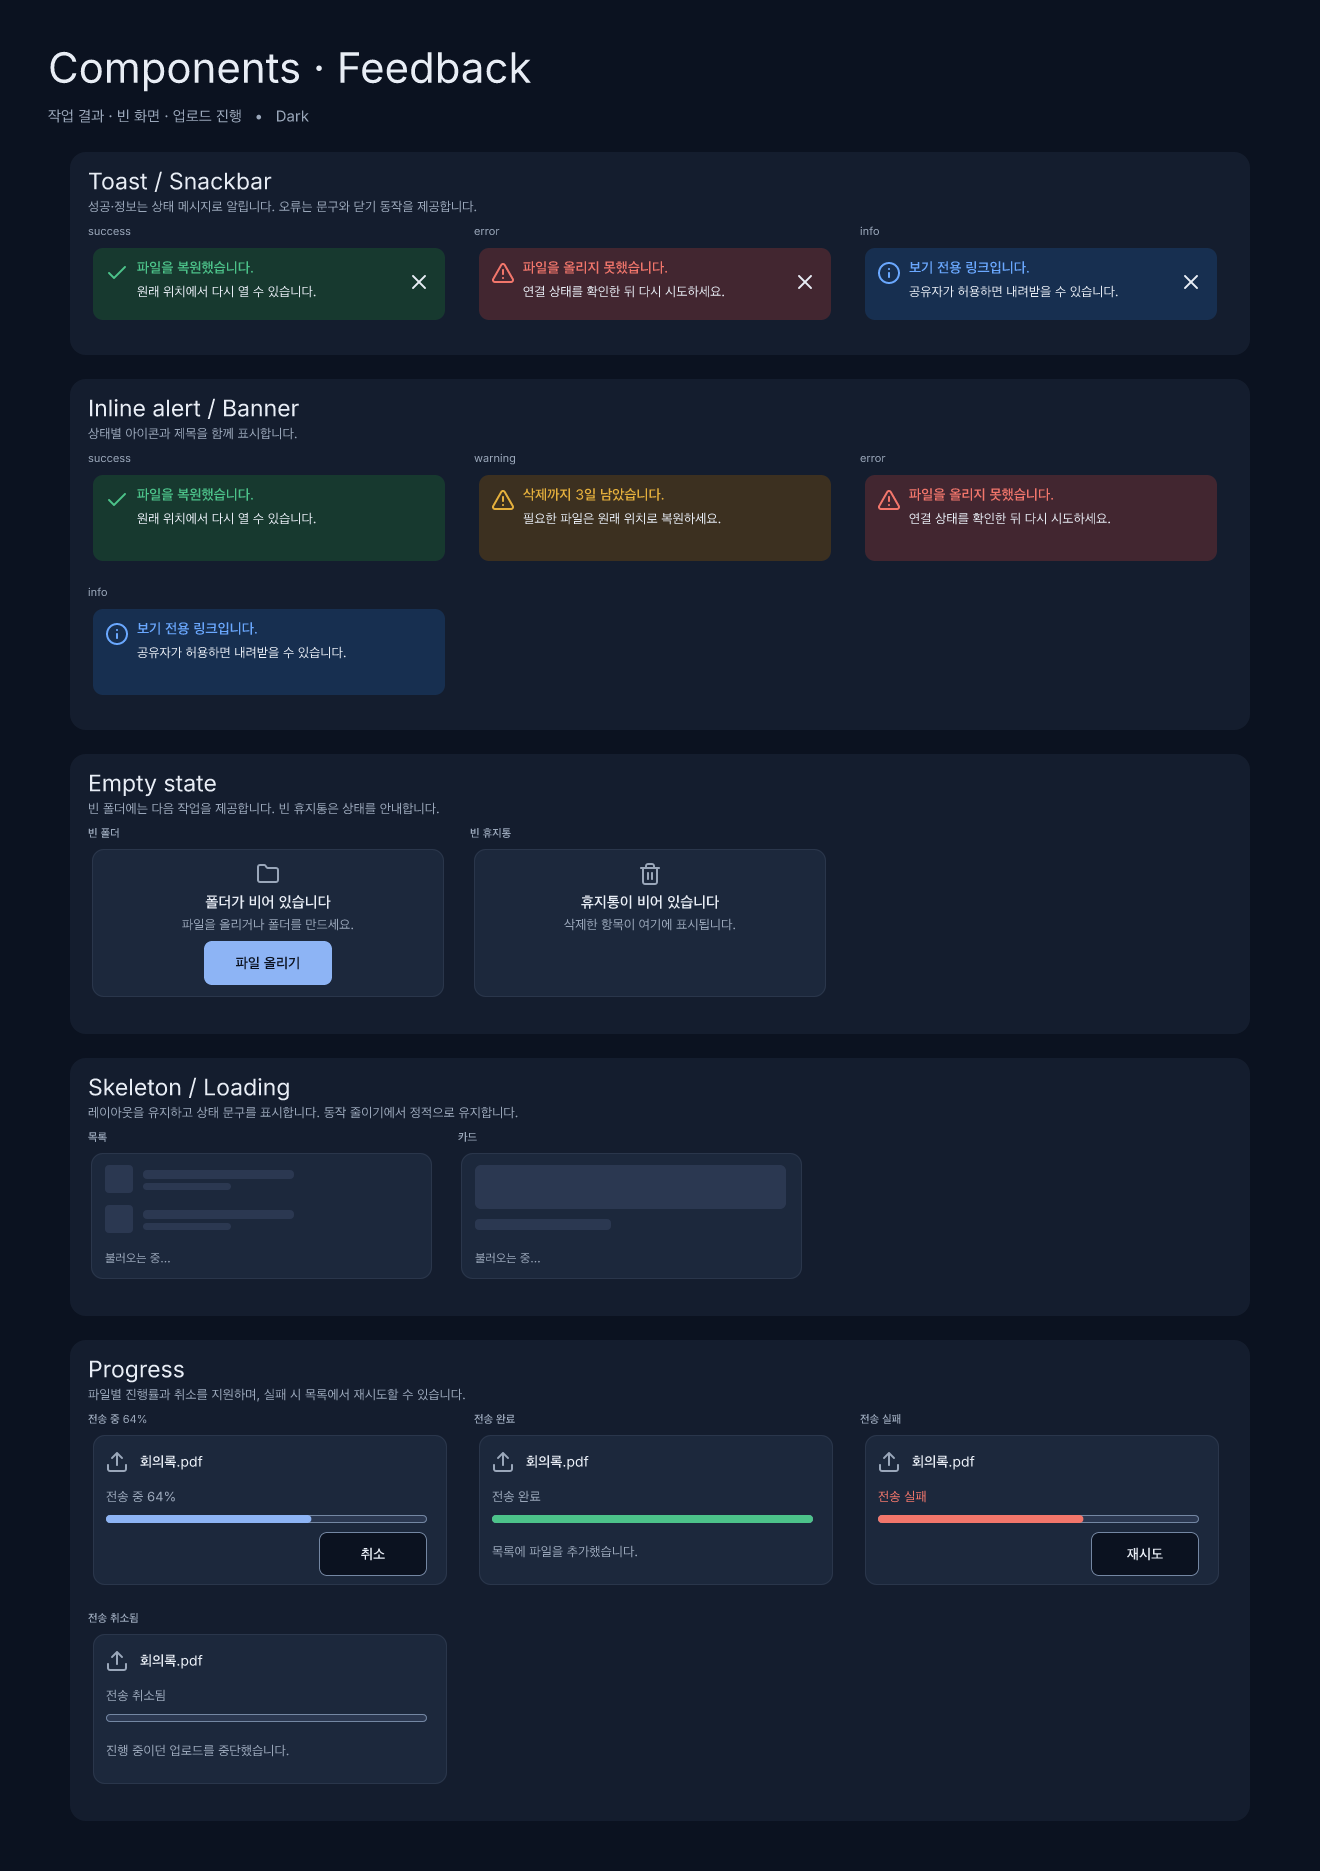 Components · Feedback
작업 결과 · 빈 화면 · 업로드 진행 • Dark
Toast / Snackbar
성공·정보는 상태 메시지로 알립니다. 오류는 문구와 닫기 동작을 제공합니다.
success
파일을 복원했습니다.
원래 위치에서 다시 열 수 있습니다.
error
파일을 올리지 못했습니다.
연결 상태를 확인한 뒤 다시 시도하세요.
info
보기 전용 링크입니다.
공유자가 허용하면 내려받을 수 있습니다.
Inline alert / Banner
상태별 아이콘과 제목을 함께 표시합니다.
success
파일을 복원했습니다.
원래 위치에서 다시 열 수 있습니다.
warning
삭제까지 3일 남았습니다.
필요한 파일은 원래 위치로 복원하세요.
error
파일을 올리지 못했습니다.
연결 상태를 확인한 뒤 다시 시도하세요.
info
보기 전용 링크입니다.
공유자가 허용하면 내려받을 수 있습니다.
Empty state
빈 폴더에는 다음 작업을 제공합니다. 빈 휴지통은 상태를 안내합니다.
빈 폴더
폴더가 비어 있습니다
파일을 올리거나 폴더를 만드세요.
파일 올리기
빈 휴지통
휴지통이 비어 있습니다
삭제한 항목이 여기에 표시됩니다.
Skeleton / Loading
레이아웃을 유지하고 상태 문구를 표시합니다. 동작 줄이기에서 정적으로 유지합니다.
목록
불러오는 중...
카드
불러오는 중...
Progress
파일별 진행률과 취소를 지원하며, 실패 시 목록에서 재시도할 수 있습니다.
전송 중 64%
회의록.pdf
전송 중 64%
취소
전송 완료
회의록.pdf
전송 완료
목록에 파일을 추가했습니다.
전송 실패
회의록.pdf
전송 실패
재시도
전송 취소됨
회의록.pdf
전송 취소됨
진행 중이던 업로드를 중단했습니다.